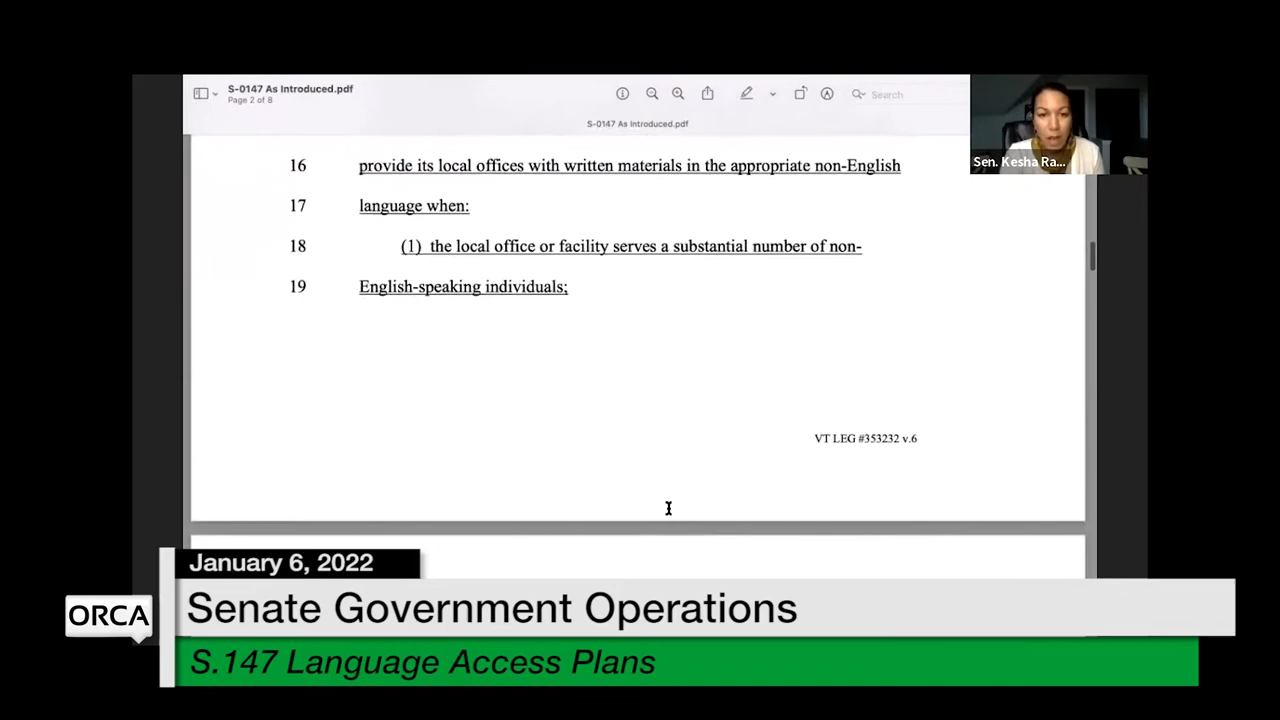 S-0147 As Introduced.pdf
Page 2 of 8
Search
S-0147 As Introduced.pdf
Sen. Kesha Ra...
16 provide its local offices with written materials in the appropriate non-English
17 language when:
18 (1) the local office or facility serves a substantial number of non-
19 English-speaking individuals;
VT LEG #353232 v.6
January 6, 2022
ORCA
Senate Government Operations
S.147 Language Access Plans